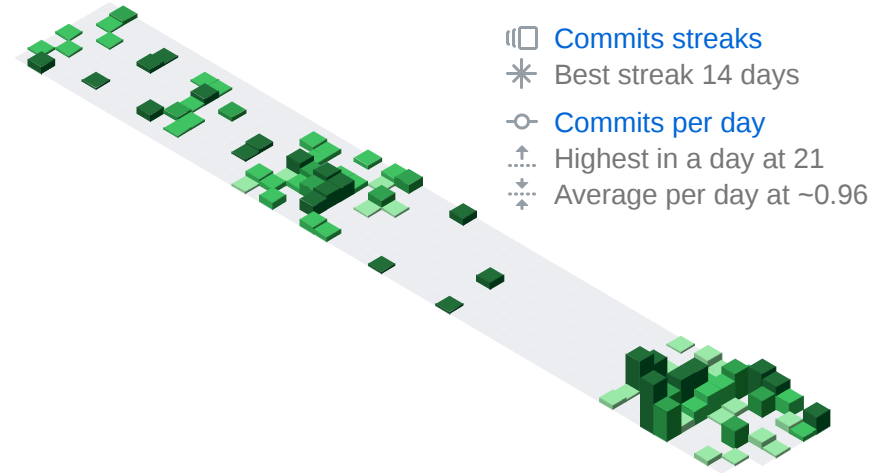 Commits streaks
Best streak 14 days
Commits per day
Highest in a day at 21
Average per day at ~0.96